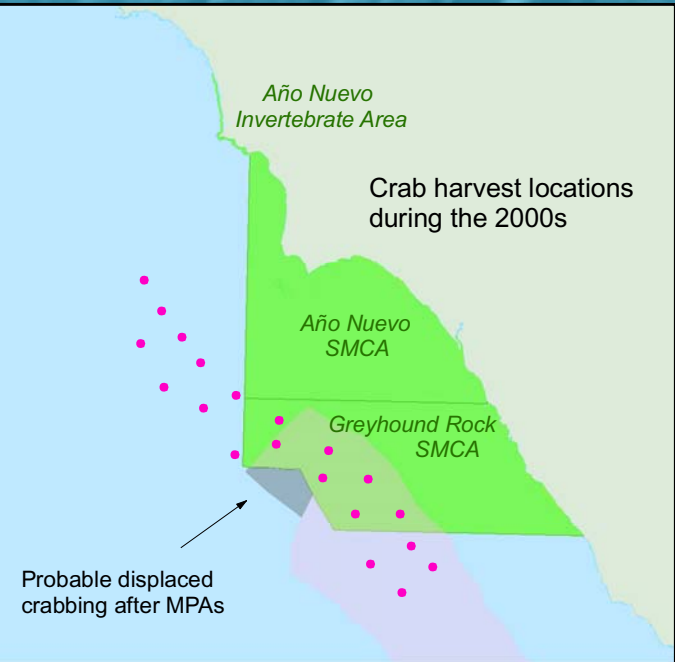 Año Nuevo
Invertebrate Area
Crab harvest locations
during the 2000s
Año Nuevo
SMCA
Greyhound Rock
SMCA
Probable displaced
crabbing after MPAs